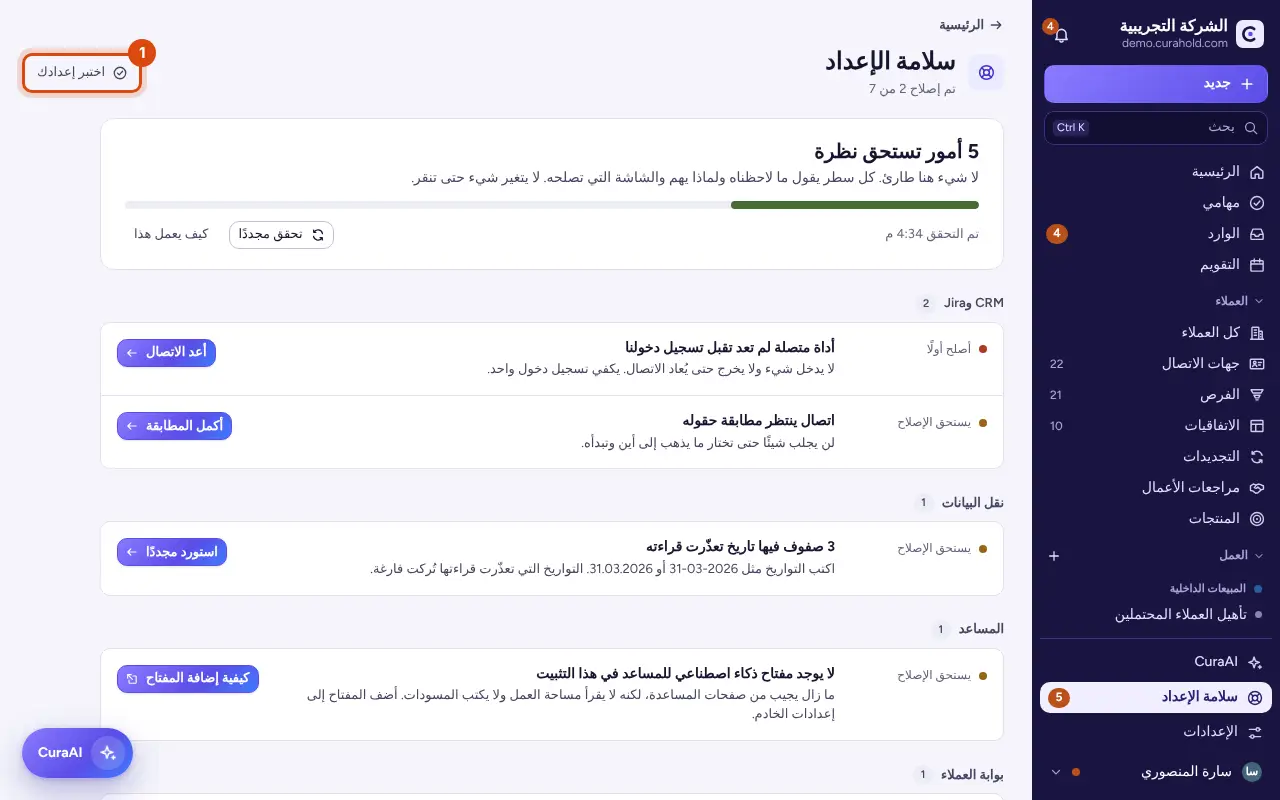 الشركة التجريبية
demo.curahold.com
4
جديد
بحث
Ctrl K
الرئيسية
مهامي
الوارد
4
التقويم
العملاء
كل العملاء
جهات الاتصال
22
الفرص
21
الاتفاقيات
10
التجديدات
مراجعات الأعمال
المنتجات
العمل
المبيعات الداخلية
تأهيل العملاء المحتملين
CuraAI
سلامة الإعداد
5
الإعدادات
سا
سارة المنصوري
الرئيسية
سلامة الإعداد
تم إصلاح 2 من 7
اختبر إعدادك
1
5 أمور تستحق نظرة
لا شيء هنا طارئ. كل سطر يقول ما لاحظناه ولماذا يهم والشاشة التي تصلحه. لا يتغير شيء حتى تنقر.
تم التحقق 4:34 م
تحقق مجددًا
كيف يعمل هذا
CRM وJira
2
أصلح أولًا
أداة متصلة لم تعد تقبل تسجيل دخولنا
لا يدخل شيء ولا يخرج حتى يُعاد الاتصال. يكفي تسجيل دخول واحد.
أعد الاتصال
يستحق الإصلاح
اتصال ينتظر مطابقة حقوله
لن يجلب شيئًا حتى تختار ما يذهب إلى أين وتبدأه.
أكمل المطابقة
نقل البيانات
1
يستحق الإصلاح
3 صفوف فيها تاريخ تعذّرت قراءته
اكتب التواريخ مثل 2026-03-31 أو 31.03.2026. التواريخ التي تعذّرت قراءتها تُركت فارغة.
استورد مجددًا
المساعد
1
يستحق الإصلاح
لا يوجد مفتاح ذكاء اصطناعي للمساعد في هذا التثبيت
ما زال يجيب من صفحات المساعدة، لكنه لا يقرأ مساحة العمل ولا يكتب المسودات. أضف المفتاح إلى
إعدادات الخادم.
كيفية إضافة المفتاح
بوابة العملاء
1
CuraAI